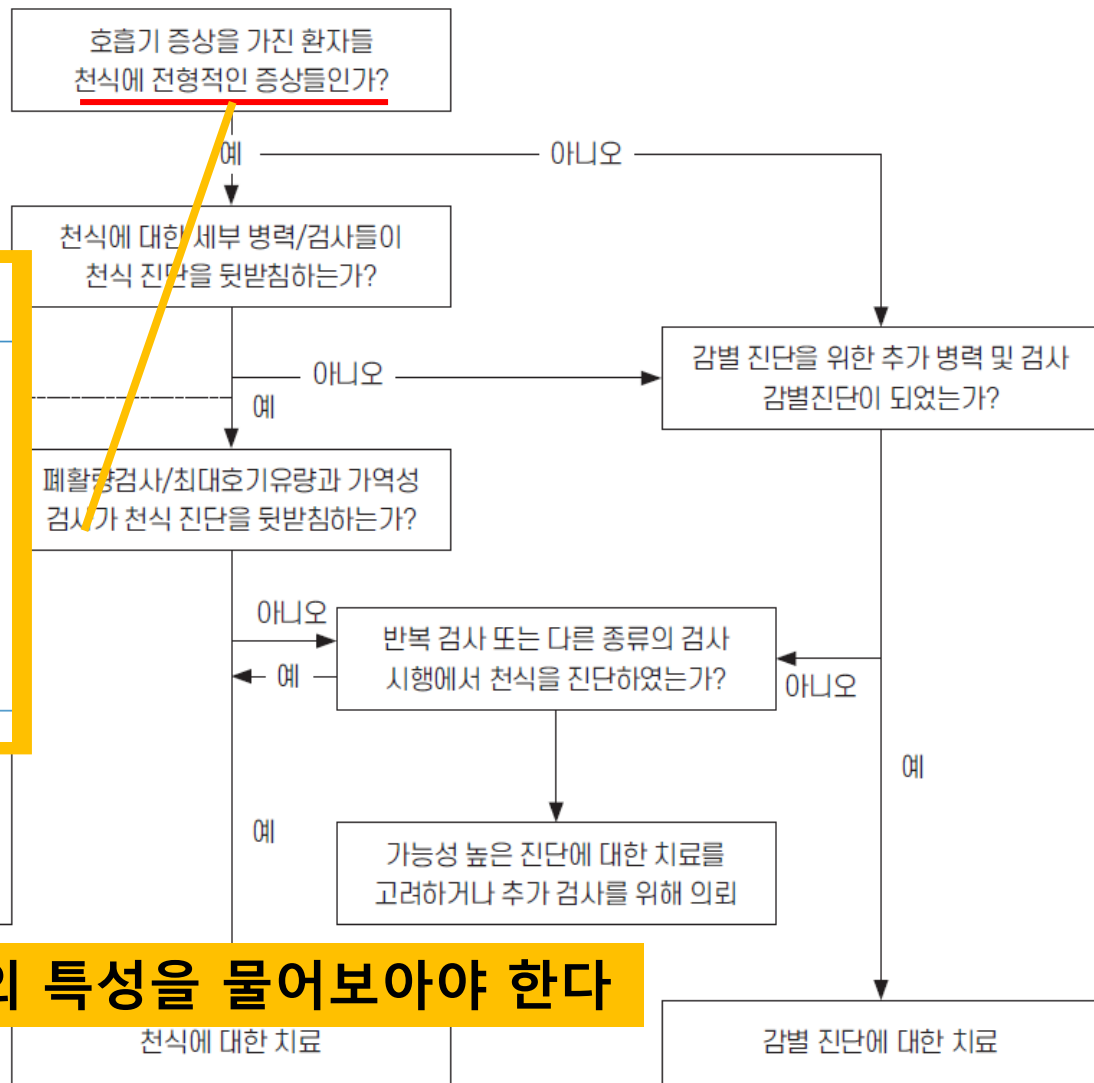 호흡기 증상을 가진 환자들
천식에 전형적인 증상들인가?
예
아니오
천식에 대한 세부 병력/검사들이
천식 진단을 뒷받침하는가?
감별 진단을 위한 추가 병력 및 검사
감별진단이 되었는가?
아니오
예
폐활량검사/최대호기유량과 가역성
검사가 천식 진단을 뒷받침하는가?
아니오
예
반복 검사 또는 다른 종류의 검사
시행에서 천식을 진단하였는가?
아니오
예
예
가능성 높은 진단에 대한 치료를
고려하거나 추가 검사를 위해 의뢰
의 특성을 물어보아야 한다
천식에 대한 치료
감별 진단에 대한 치료